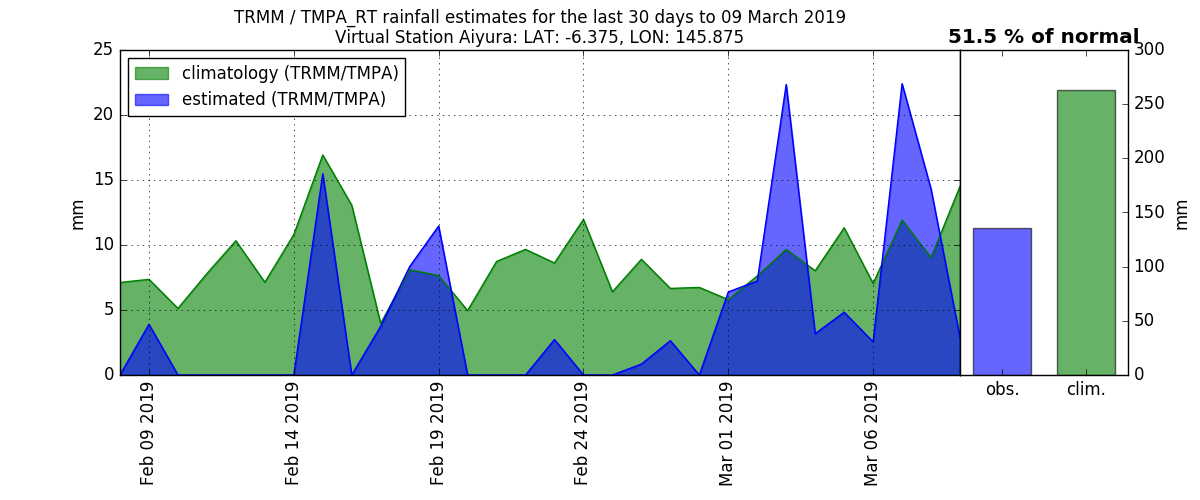 TRMM / TMPA_RT rainfall estimates for the last 30 days to 09 March 2019
Virtual Station Aiyura: LAT: -6.375, LON: 145.875
51.5 % of normal
climatology (TRMM/TMPA)
estimated (TRMM/TMPA)
25
20
15
10
5
0
mm
Feb 09 2019
Feb 14 2019
Feb 19 2019
Feb 24 2019
Mar 01 2019
Mar 06 2019
obs.
clim.
300
250
200
150
100
50
0
mm